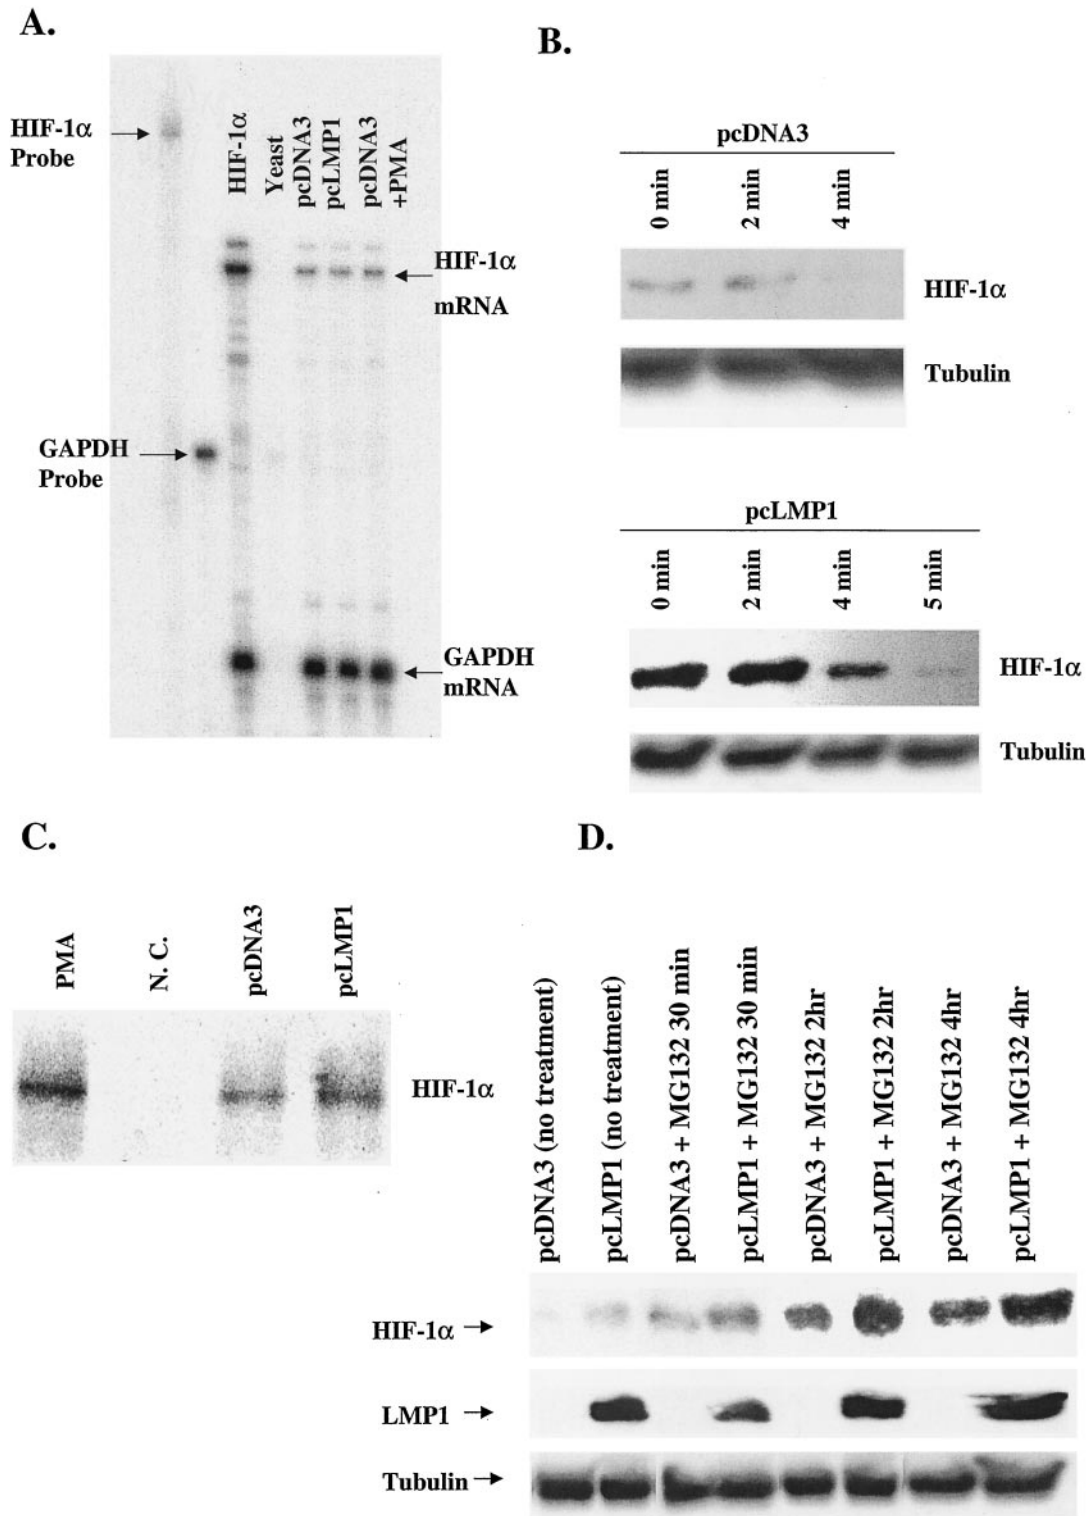 A.
HIF-1α
Probe
HIF-1α
Yeast
pcDNA3
pcLMP1
pcDNA3
+PMA
HIF-1α
mRNA
GAPDH
Probe
GAPDH
mRNA
B.
pcDNA3
0 min
2 min
4 min
HIF-1α
Tubulin
pcLMP1
0 min
2 min
4 min
5 min
HIF-1α
Tubulin
C.
PMA
N. C.
pcDNA3
pcLMP1
HIF-1α
D.
pcDNA3 (no treatment)
pcLMP1 (no treatment)
pcDNA3 + MG132 30 min
pcLMP1 + MG132 30 min
pcDNA3 + MG132 2hr
pcLMP1 + MG132 2hr
pcDNA3 + MG132 4hr
pcLMP1 + MG132 4hr
HIF-1α
LMP1
Tubulin